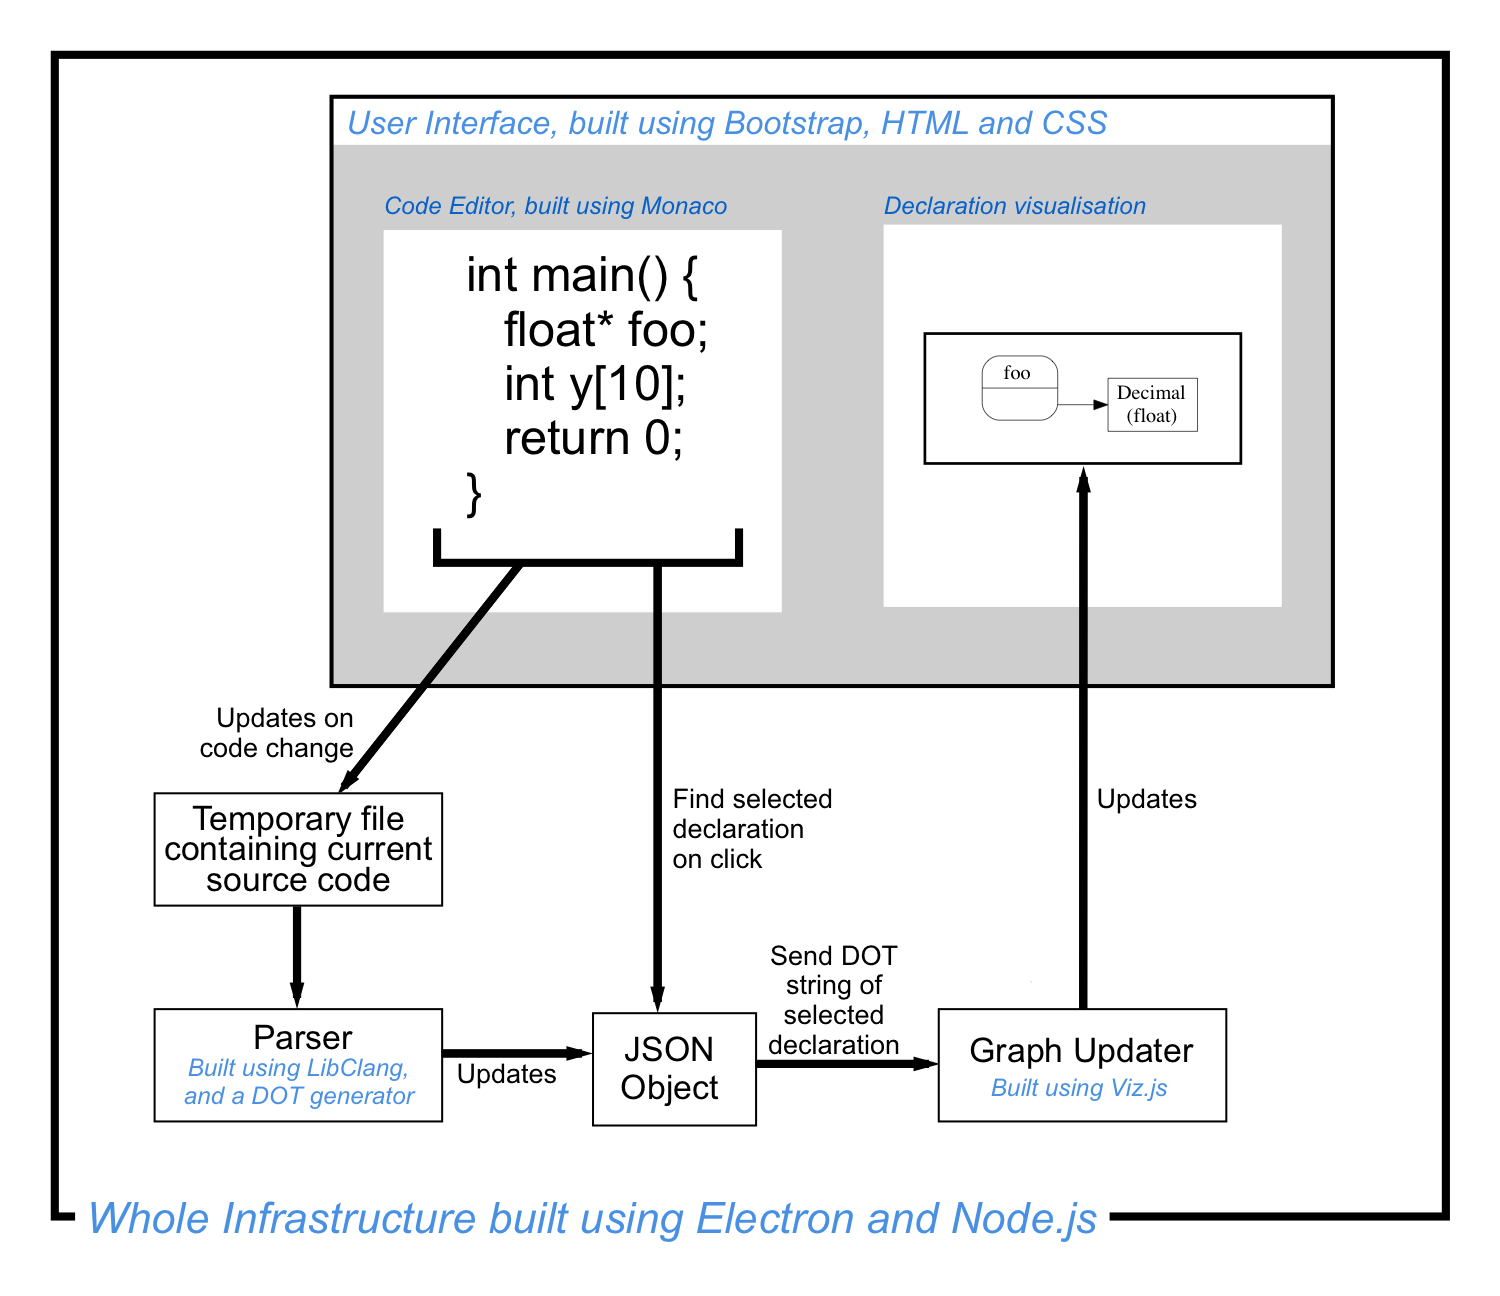 User Interface, built using Bootstrap, HTML and CSS
Code Editor, built using Monaco
int main() {
float* foo;
int y[10];
return 0;
}
Declaration visualisation
foo
Decimal
(float)
Updates on
code change
Find selected
declaration
on click
Updates
Temporary file
containing current
source code
Parser
Built using LibClang,
and a DOT generator
Updates
JSON
Object
Send DOT
string of
selected
declaration
Graph Updater
Built using Viz.js
Whole Infrastructure built using Electron and Node.js